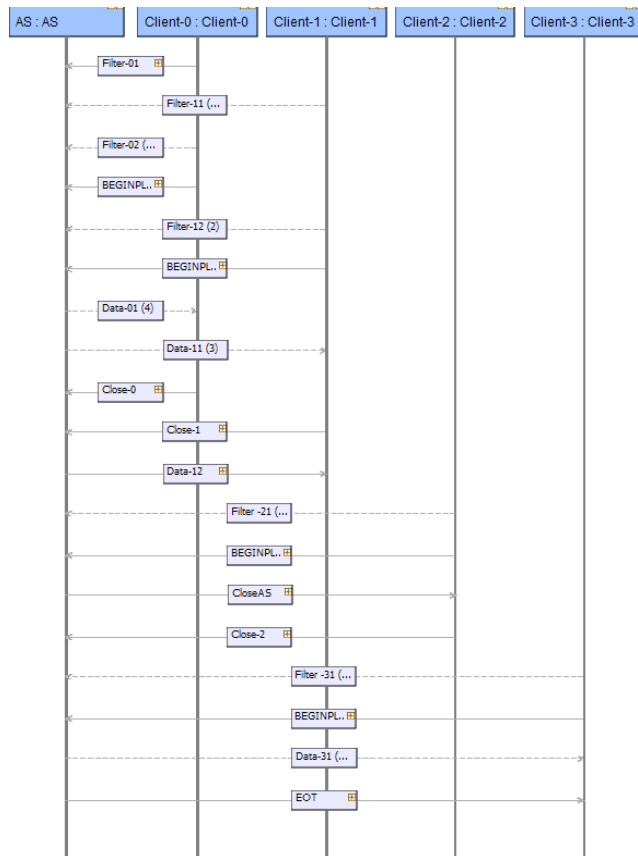 AS : AS
Client-0 : Client-0
Client-1 : Client-1
Client-2 : Client-2
Client-3 : Client-3
Filter-01
Filter-11 (...
Filter-02 (...
BEGINPL..
Filter-12 (2)
BEGINPL..
Data-01 (4)
Data-11 (3)
Close-0
Close-1
Data-12
Filter -21 (...
BEGINPL..
CloseAS
Close-2
Filter -31 (...
BEGINPL..
Data-31 (...
EOT